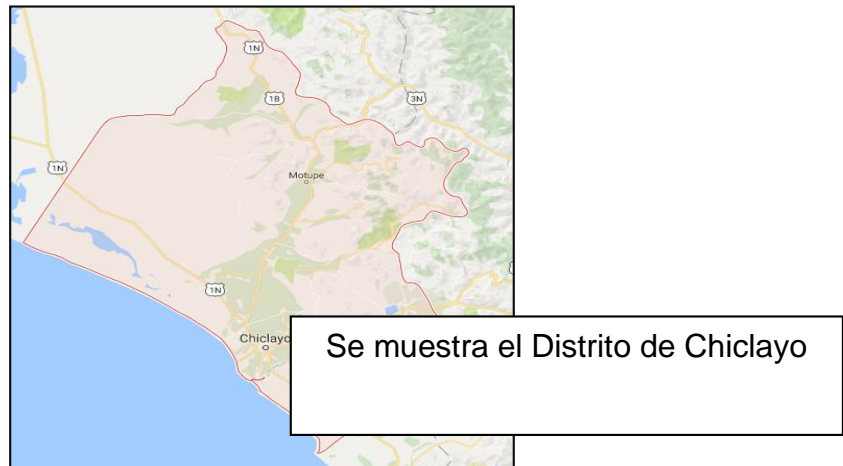 1N
1B
3N
1N
Motupe
1N
Chiclayo
Se muestra el Distrito de Chiclayo